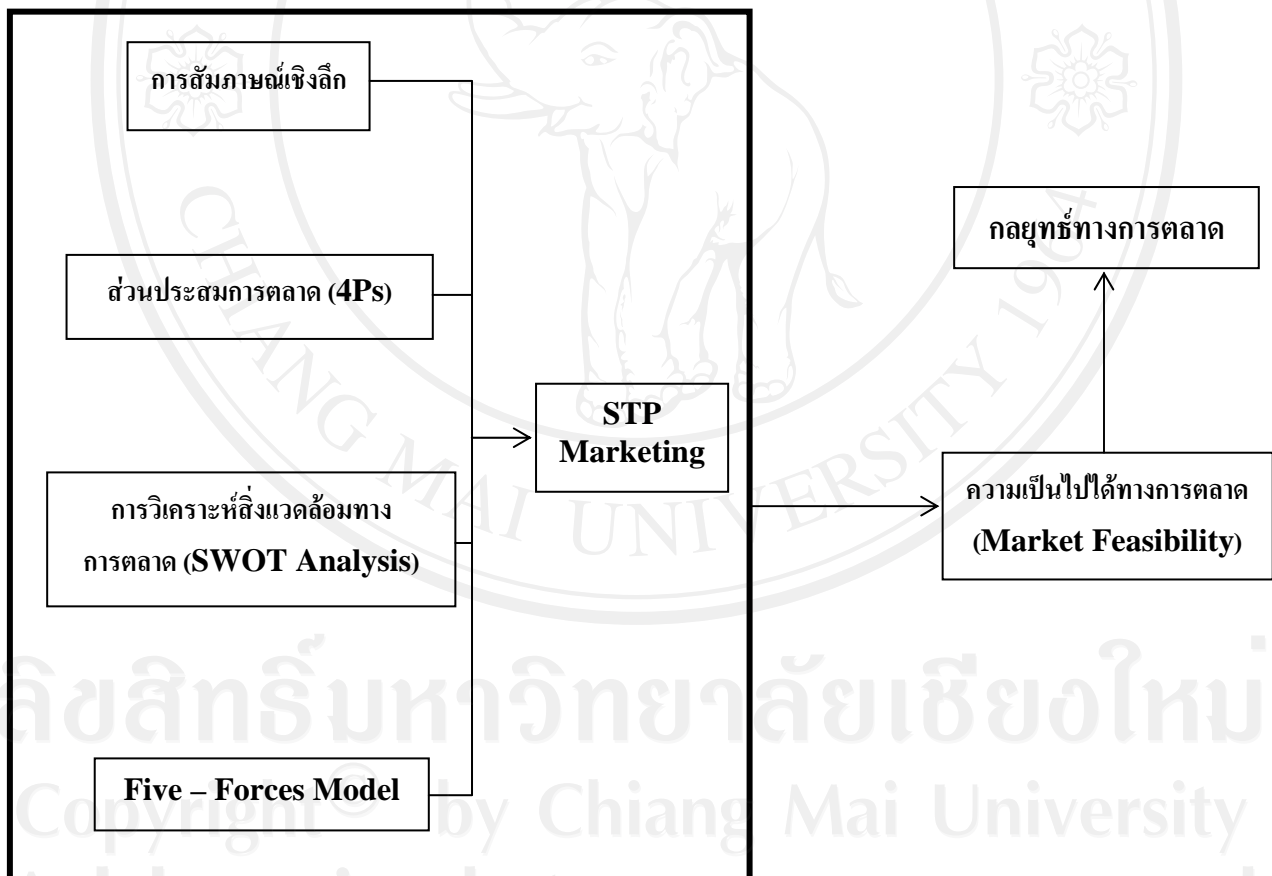 การสัมภาษณ์เชิงลึก
ส่วนประสมการตลาด (4Ps)
การวิเคราะห์สิ่งแวดล้อมทาง
การตลาด (SWOT Analysis)
Five – Forces Model
STP
Marketing
กลยุทธ์ทางการตลาด
ความเป็นไปได้ทางการตลาด
(Market Feasibility)
CHIANG MAI UNIVERSITY 1964
ลิขสิทธิ์มหาวิทยาลัยเชียงใหม่
Copyright © by Chiang Mai University